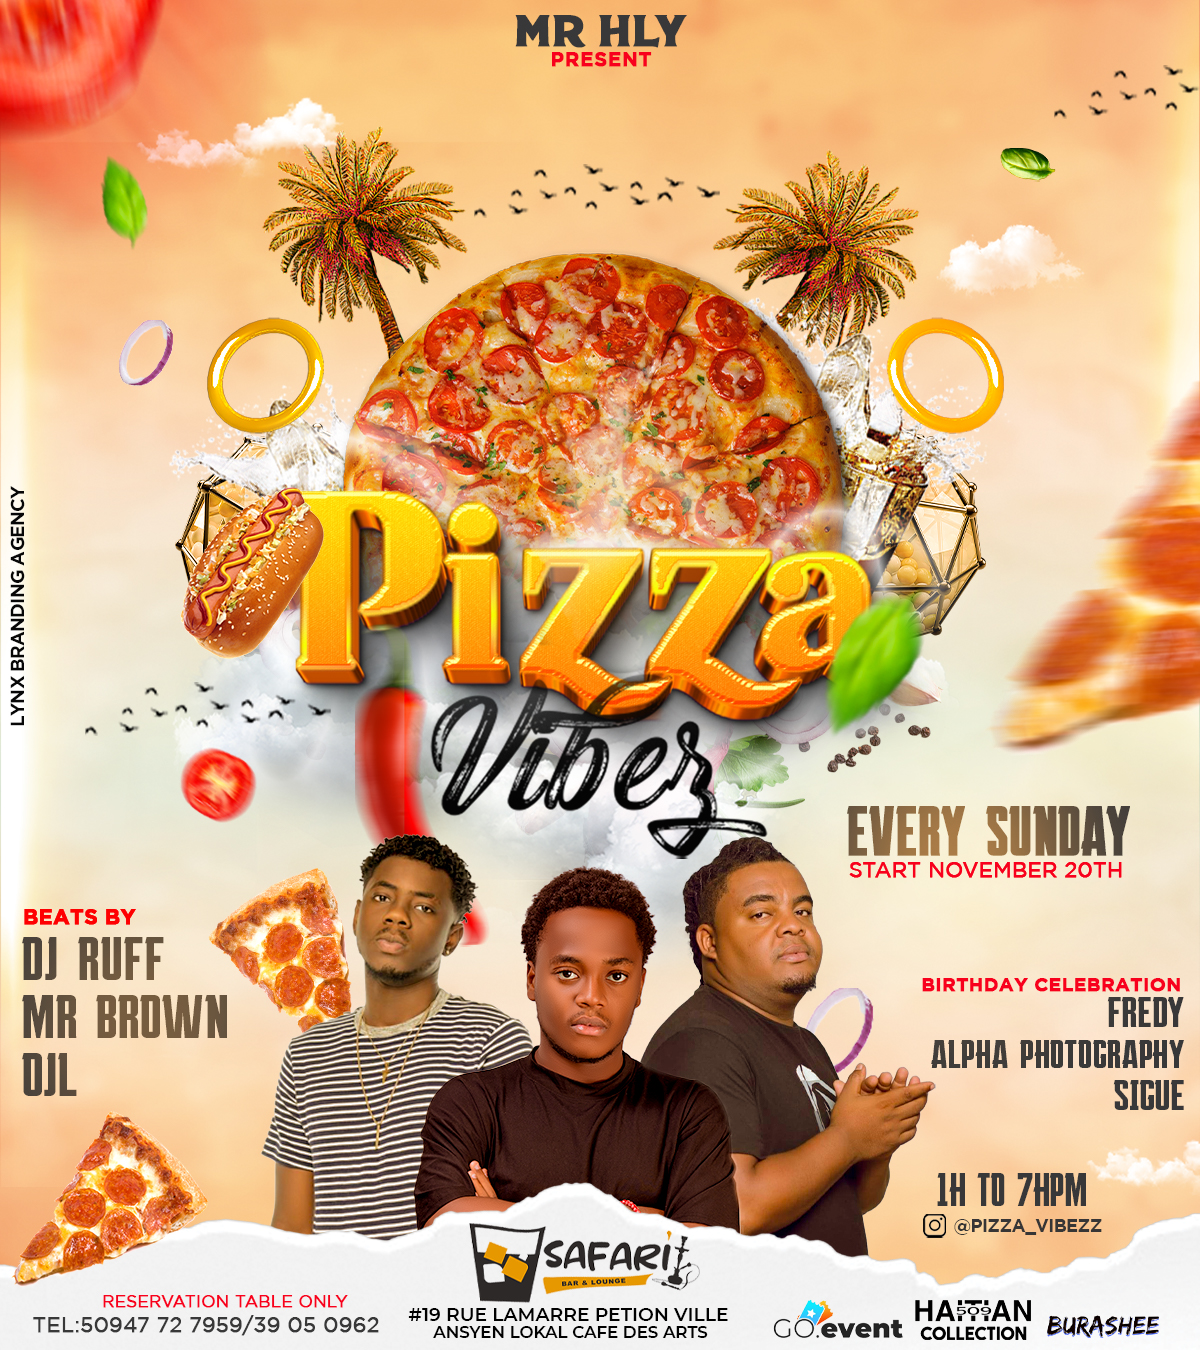 MR HLY
PRESENT
Pizza
Vibez
LYNX BRANDING AGENCY
EVERY SUNDAY
START NOVEMBER 20TH
BEATS BY
DJ RUFF
MR BROWN
OJL
BIRTHDAY CELEBRATION
FREDY
ALPHA PHOTOGRAPHY
SIGUE
1H TO 7HPM
@PIZZA_VIBEZZ
SAFARI
BAR & LOUNGE
#19 RUE LAMARRE PETION VILLE
ANSYEN LOKAL CAFE DES ARTS
RESERVATION TABLE ONLY
TEL:50947 72 7959/39 05 0962
GO.event
HAITIAN
509
COLLECTION
BURASHEE